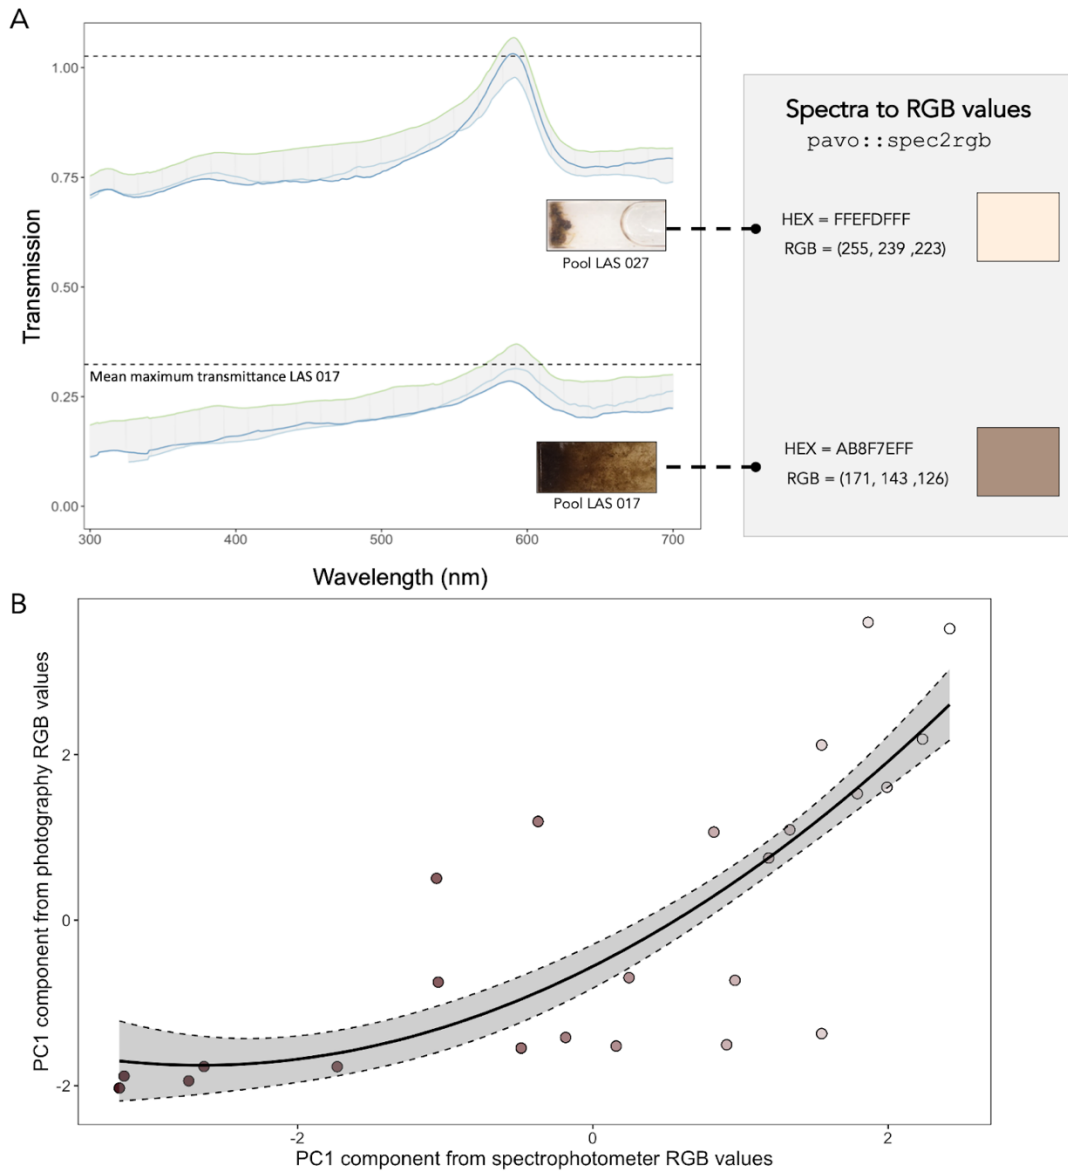 A
Transmission
1.00
0.75
0.50
0.25
0.00
Mean maximum transmittance LAS 017
Pool LAS 027
Pool LAS 017
300
400
500
600
700
Wavelength (nm)
Spectra to RGB values
pavo::spec2rgb
HEX = FFEFDFFF
RGB = (255, 239 ,223)
HEX = AB8F7EFF
RGB = (171, 143 ,126)
B
PC1 component from photography RGB values
2
0
-2
-2
0
2
PC1 component from spectrophotometer RGB values